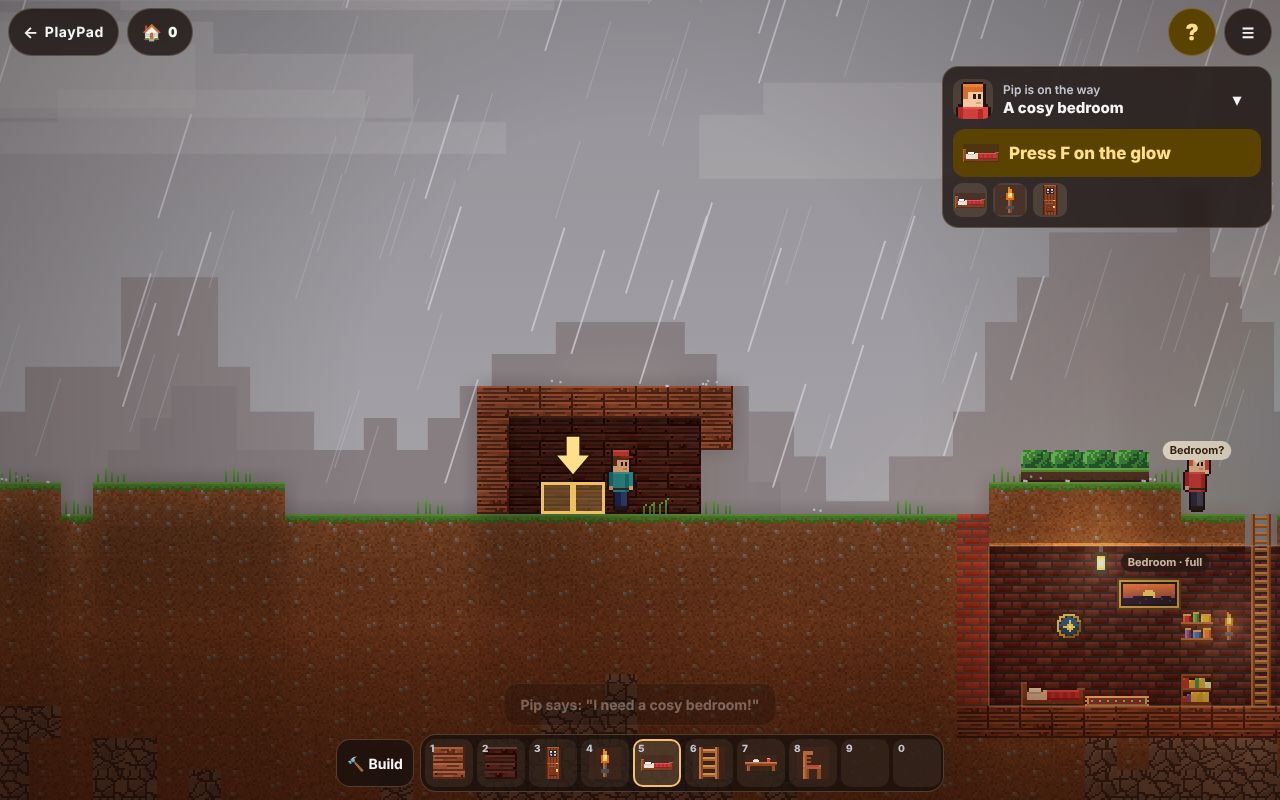 ← PlayPad
0
?
Pip is on the way
A cosy bedroom
Press F on the glow
Bedroom?
Bedroom · full
Pip says: "I need a cosy bedroom!"
Build
1 2 3 4 5 6 7 8 9 0